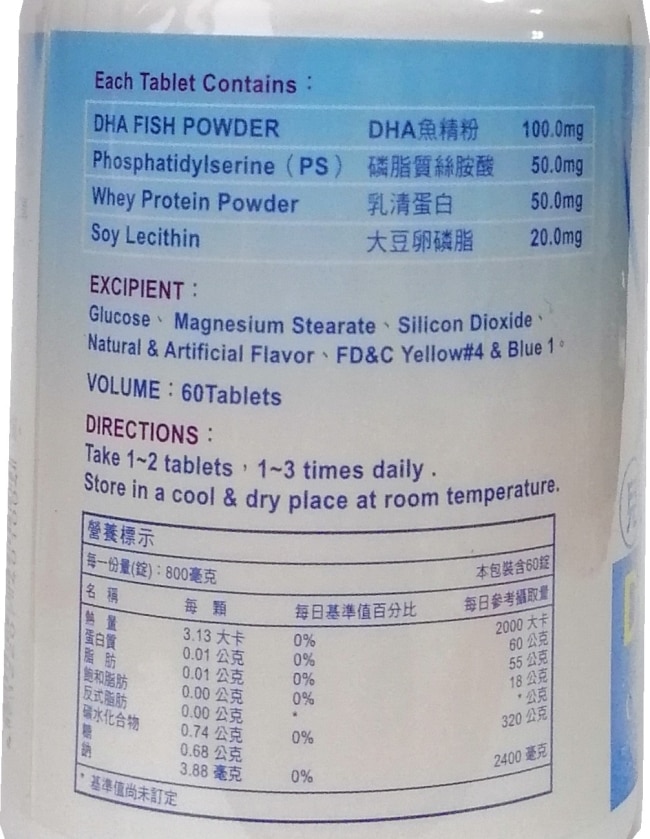 Each Tablet Contains：
DHA FISH POWDER DHA魚精粉 100.0mg
Phosphatidylserine（PS） 磷脂質絲胺酸 50.0mg
Whey Protein Powder 乳清蛋白 50.0mg
Soy Lecithin 大豆卵磷脂 20.0mg
EXCIPIENT：
Glucose、Magnesium Stearate、Silicon Dioxide、
Natural & Artificial Flavor、FD&C Yellow#4 & Blue 1。
VOLUME：60Tablets
DIRECTIONS：
Take 1~2 tablets，1~3 times daily .
Store in a cool & dry place at room temperature.
營養標示
每一份量(錠)：800毫克 本包裝含60錠
名 稱 每 顆 每日基準值百分比 每日參考攝取量
熱 量 3.13 大卡 0% 2000 大卡
蛋白質 0.01 公克 0% 60 公克
脂 肪 0.01 公克 0% 55 公克
飽和脂肪 0.00 公克 0% 18 公克
反式脂肪 0.00 公克 * * 公克
碳水化合物 0.74 公克 0% 320 公克
糖 0.68 公克
鈉 3.88 毫克 0% 2400 毫克
* 基準值尚未訂定